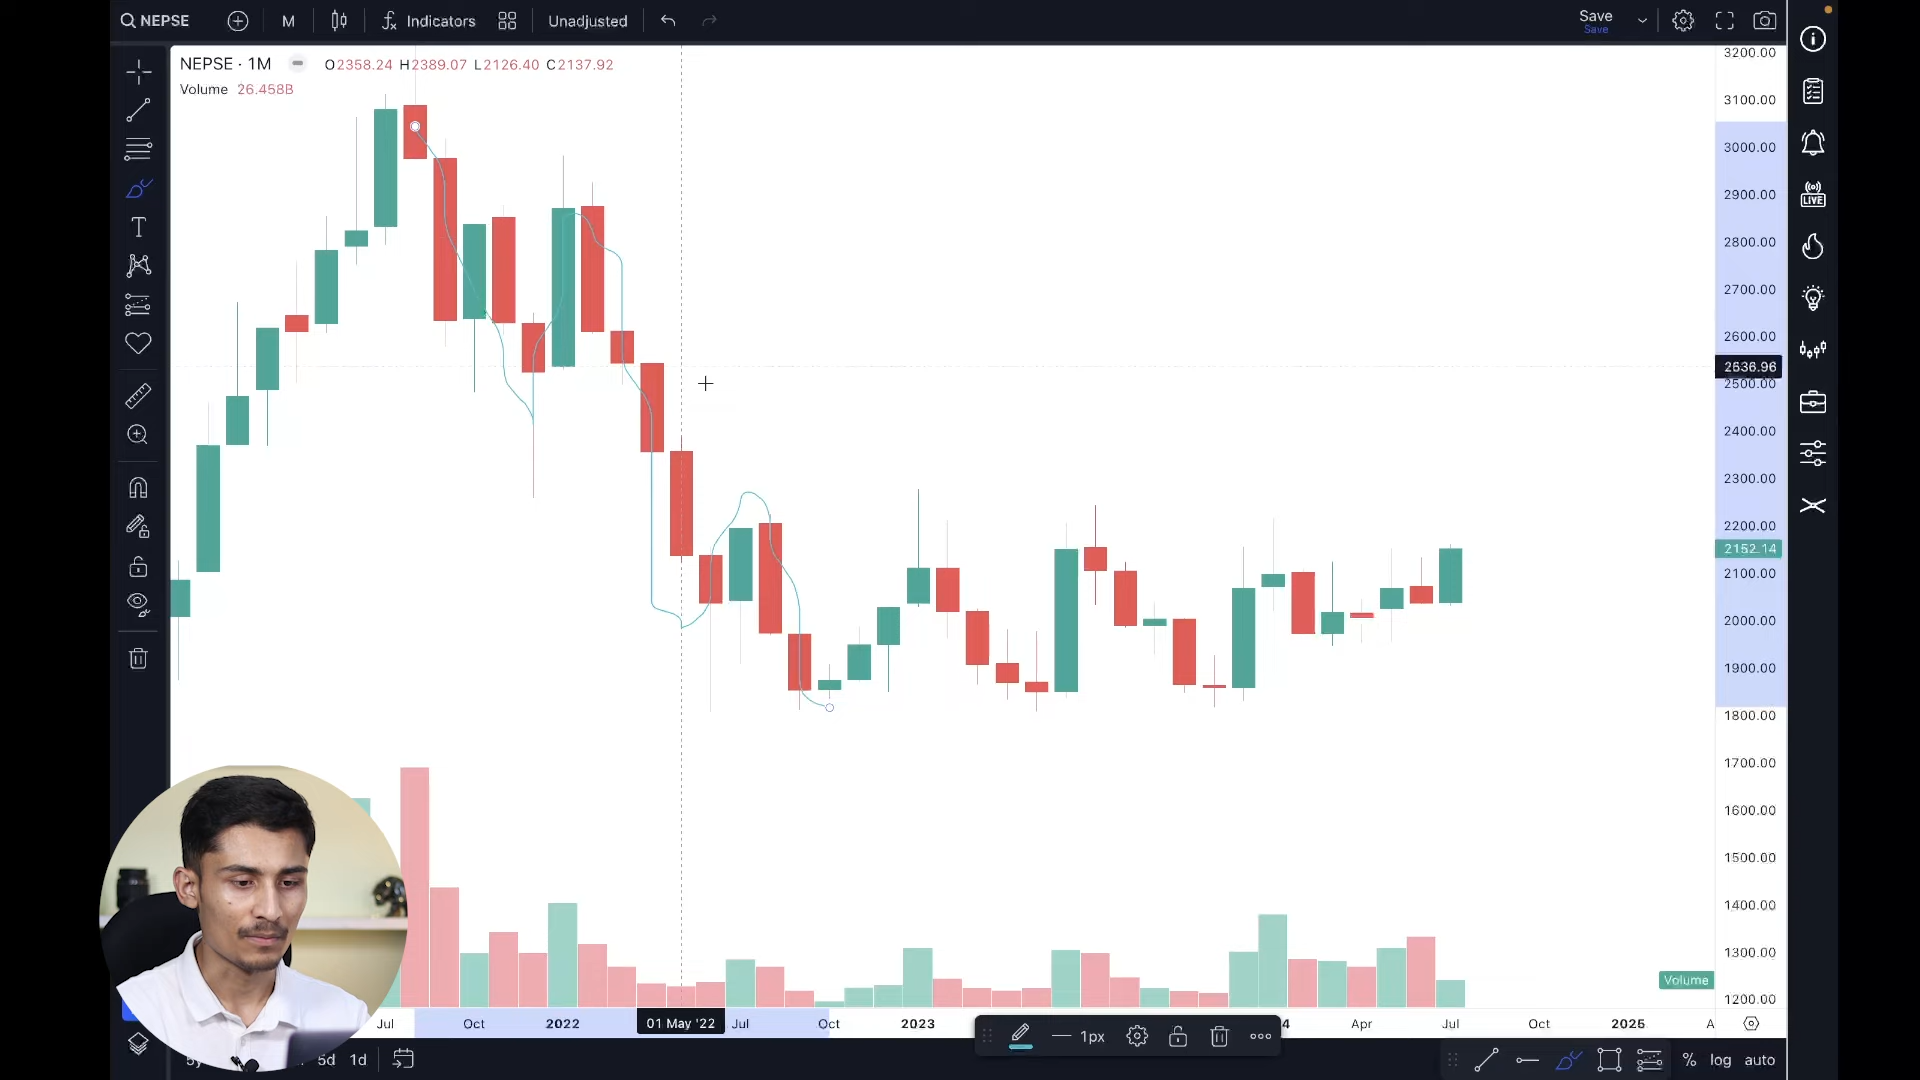 NEPSE M Indicators Unadjusted Save
Save
NEPSE · 1M O2358.24 H2389.07 L2126.40 C2137.92
Volume 26.458B
3200.00
3100.00
3000.00
2900.00
2800.00
2700.00
2600.00
2536.96
2500.00
2400.00
2300.00
2200.00
2152.14
2100.00
2000.00
1900.00
1800.00
1700.00
1600.00
1500.00
1400.00
1300.00
Volume
1200.00
LIVE
T
Jul Oct 2022 01 May '22 Jul Oct 2023 4 Apr Jul Oct 2025 A
1px
5d 1d % log auto